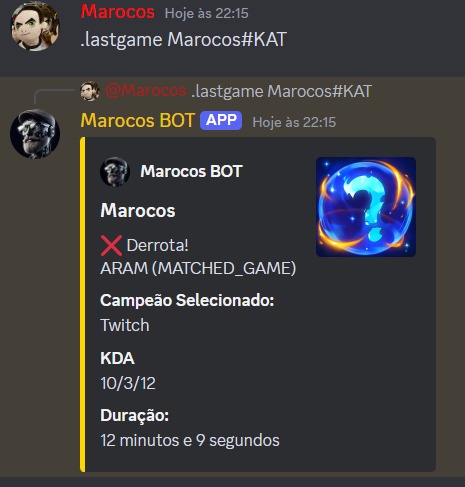 Marocos Hoje às 22:15
.lastgame Marocos#KAT
@Marocos .lastgame Marocos#KAT
Marocos BOT APP Hoje às 22:15
Marocos BOT
Marocos
❌ Derrota!
ARAM (MATCHED_GAME)
Campeão Selecionado:
Twitch
KDA
10/3/12
Duração:
12 minutos e 9 segundos